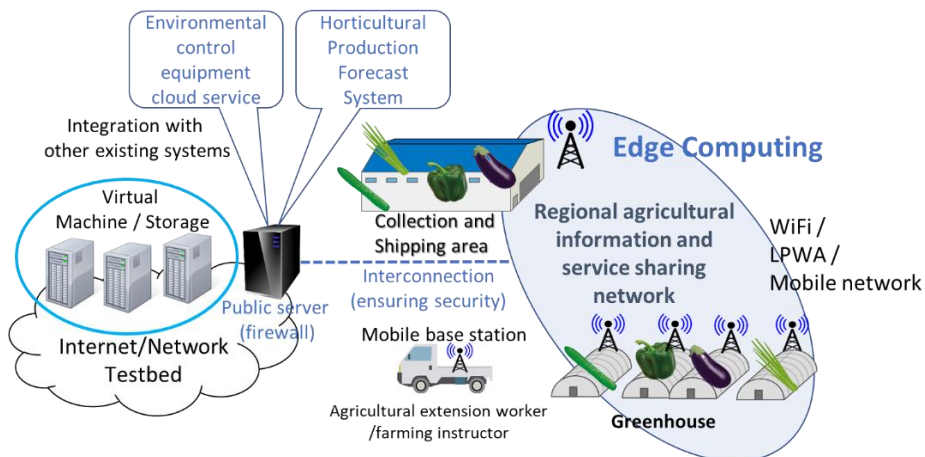 Environmental
control
equipment
cloud service
Horticultural
Production
Forecast
System
Integration with
other existing systems
Virtual
Machine / Storage
Public server
(firewall)
Internet/Network
Testbed
Collection and
Shipping area
Interconnection
(ensuring security)
Mobile base station
Agricultural extension worker
/farming instructor
Edge Computing
Regional agricultural
information and
service sharing
network
WiFi /
LPWA /
Mobile network
Greenhouse